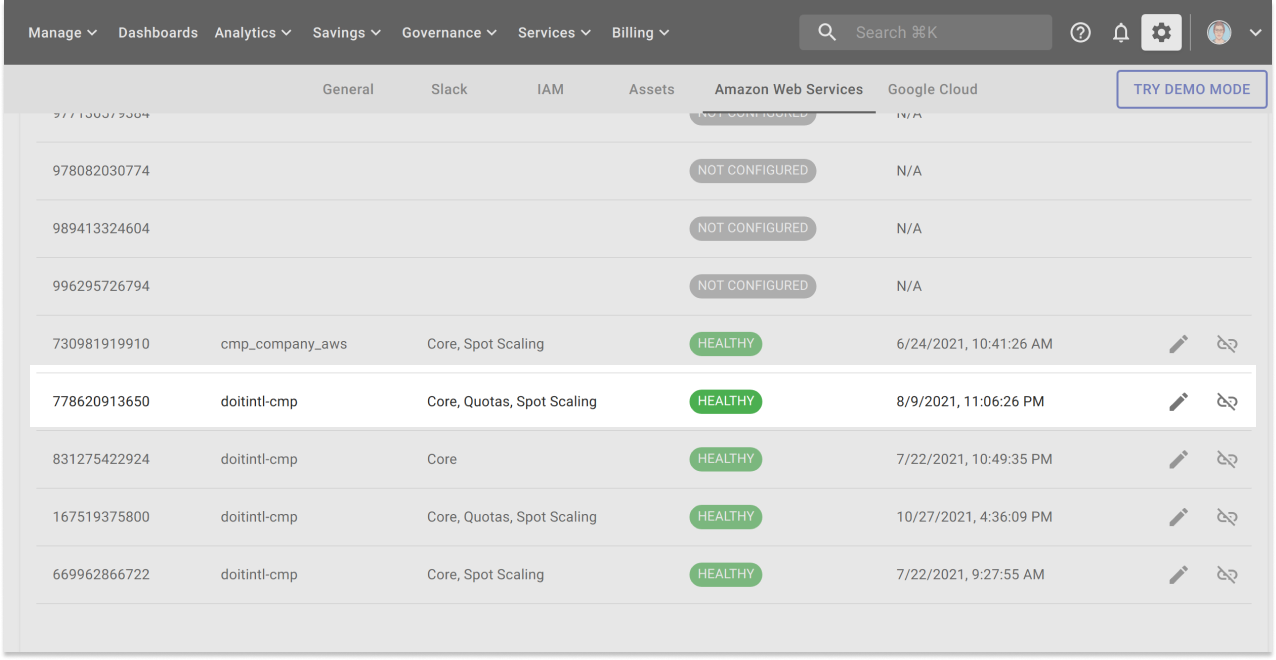 Manage Dashboards Analytics Savings Governance Services Billing Search ⌘K
General Slack IAM Assets Amazon Web Services Google Cloud TRY DEMO MODE
977130579384 NOT CONFIGURED N/A
978082030774 NOT CONFIGURED N/A
989413324604 NOT CONFIGURED N/A
996295726794 NOT CONFIGURED N/A
730981919910 cmp_company_aws Core, Spot Scaling HEALTHY 6/24/2021, 10:41:26 AM
778620913650 doitintl-cmp Core, Quotas, Spot Scaling HEALTHY 8/9/2021, 11:06:26 PM
831275422924 doitintl-cmp Core HEALTHY 7/22/2021, 10:49:35 PM
167519375800 doitintl-cmp Core, Quotas, Spot Scaling HEALTHY 10/27/2021, 4:36:09 PM
669962866722 doitintl-cmp Core, Spot Scaling HEALTHY 7/22/2021, 9:27:55 AM